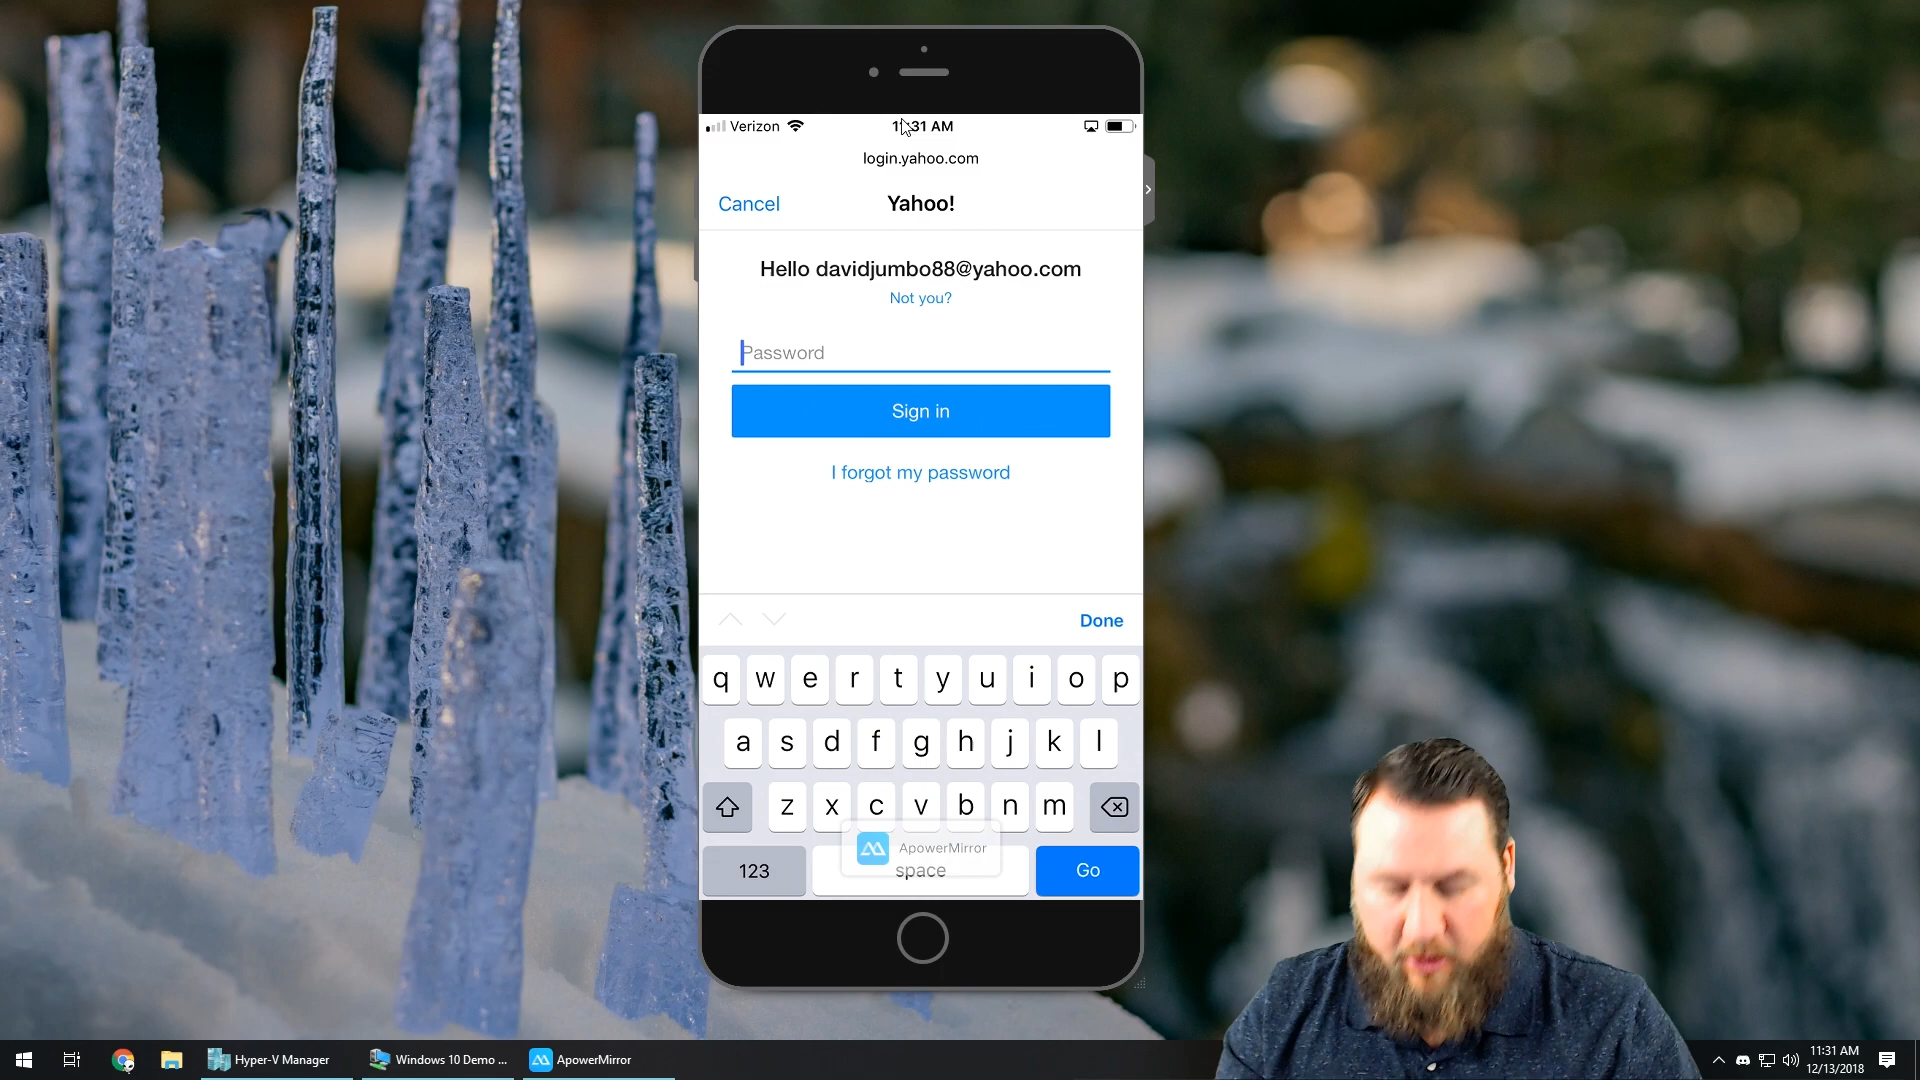 Verizon
11:31 AM
login.yahoo.com
Cancel
Yahoo!
Hello davidjumbo88@yahoo.com
Not you?
Password
Sign in
I forgot my password
Done
q w e r t y u i o p
a s d f g h j k l
z x c v b n m
ApowerMirror
123
space
Go
Hyper-V Manager
Windows 10 Demo ...
ApowerMirror
11:31 AM
12/13/2018